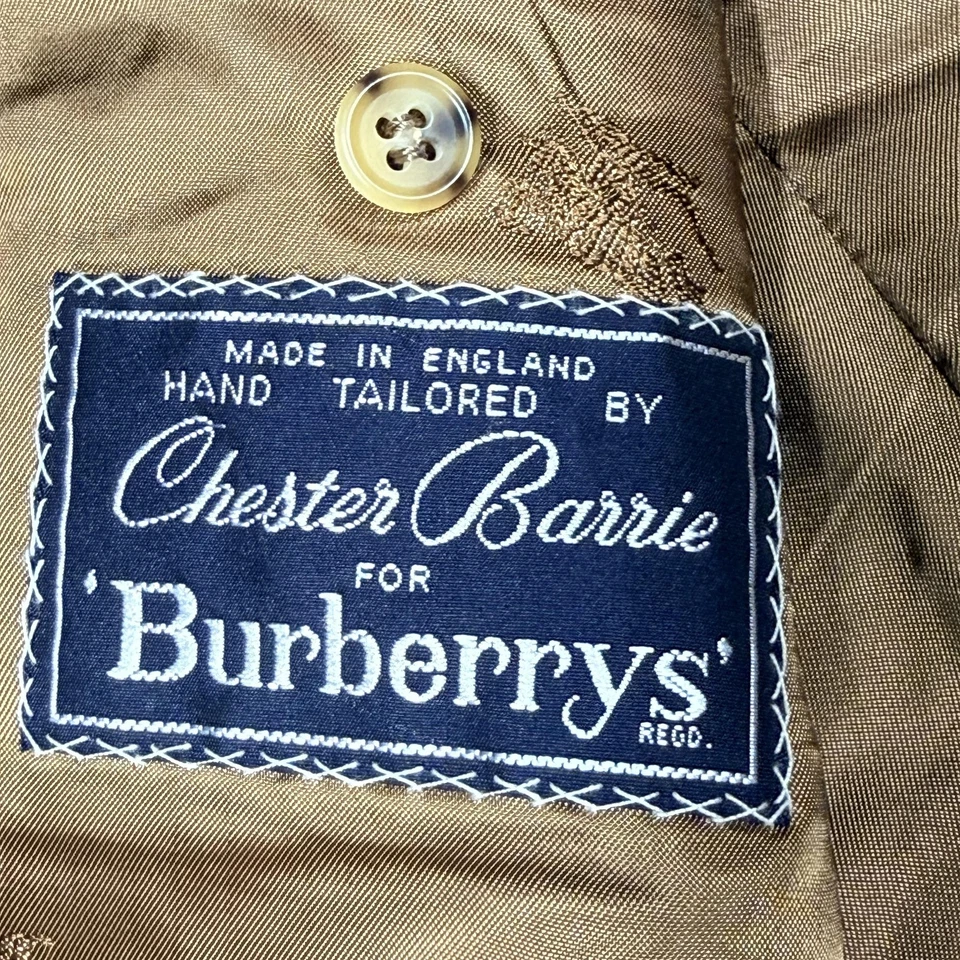 MADE IN ENGLAND
HAND TAILORED BY
Chester Barrie
FOR
'Burberrys'
REGD.